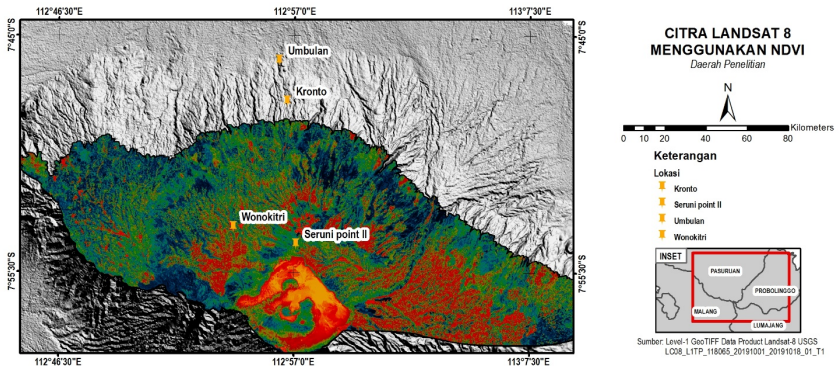 112°46'30"E
112°57'0"E
113°7'30"E
7°45'0"S
7°45'0"S
Umbulan
Kronto
Wonokitri
Seruni point II
7°55'30"S
7°55'30"S
112°46'30"E
112°57'0"E
113°7'30"E
CITRA LANDSAT 8
MENGGUNAKAN NDVI
Daerah Penelitian
N
0 10 20 40 60 80 Kilometers
Keterangan
Lokasi
Kronto
Seruni point II
Umbulan
Wonokitri
INSET
PASURUAN
PROBOLINGGO
MALANG
LUMAJANG
Sumber: Level-1 GeoTIFF Data Product Landsat-8 USGS
LC08_L1TP_118065_20191001_20191018_01_T1